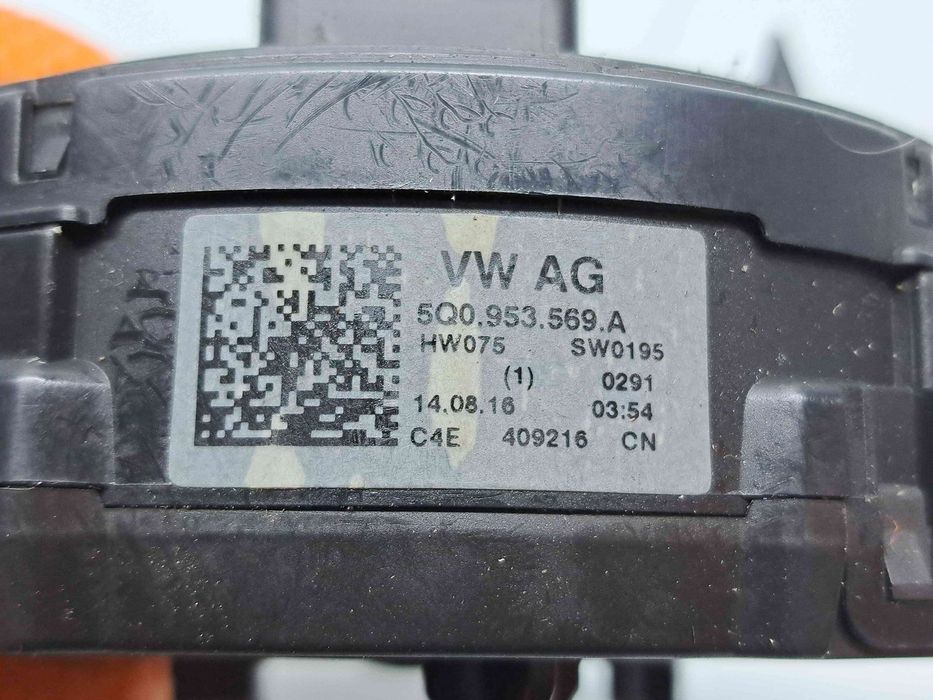 VW AG
5Q0.953.569.A
HW075 SW0195
(1) 0291
14.08.16 03:54
C4E 409216 CN